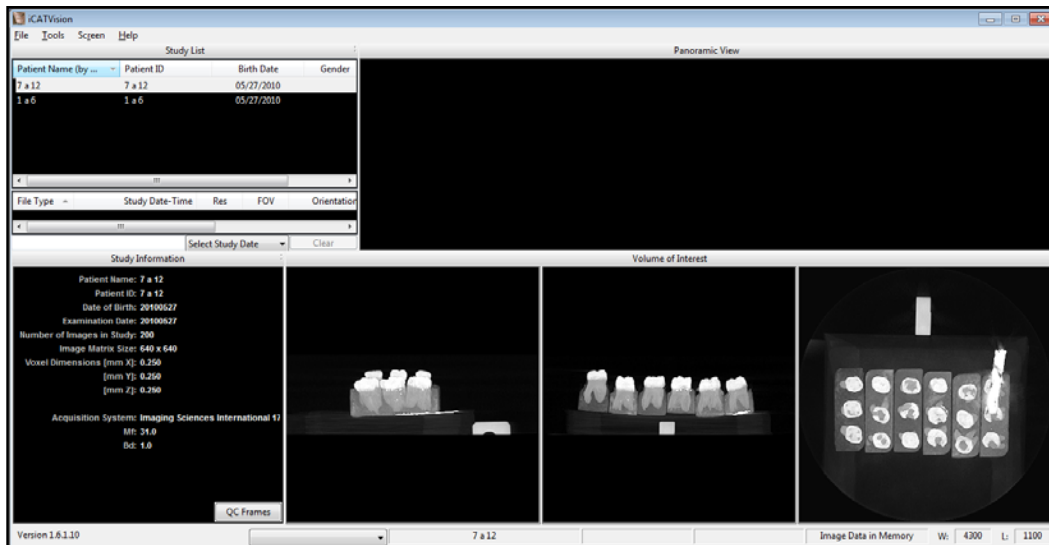 iCATVision
File Tools Screen Help
Study List
Panoramic View
Patient Name (by ... Patient ID Birth Date Gender
7 a 12 7 a 12 05/27/2010
1 a 6 1 a 6 05/27/2010
File Type Study Date-Time Res FOV Orientation
Select Study Date Clear
Study Information
Volume of Interest
Patient Name: 7 a 12
Patient ID: 7 a 12
Date of Birth: 20100527
Examination Date: 20100527
Number of Images in Study: 200
Image Matrix Size: 640 x 640
Voxel Dimensions [mm X]: 0.250
[mm Y]: 0.250
[mm Z]: 0.250
Acquisition System: Imaging Sciences International 17
Mf: 31.0
Bd: 1.0
QC Frames
Version 1.6.1.10 7 a 12 Image Data in Memory W: 4300 L: 1100